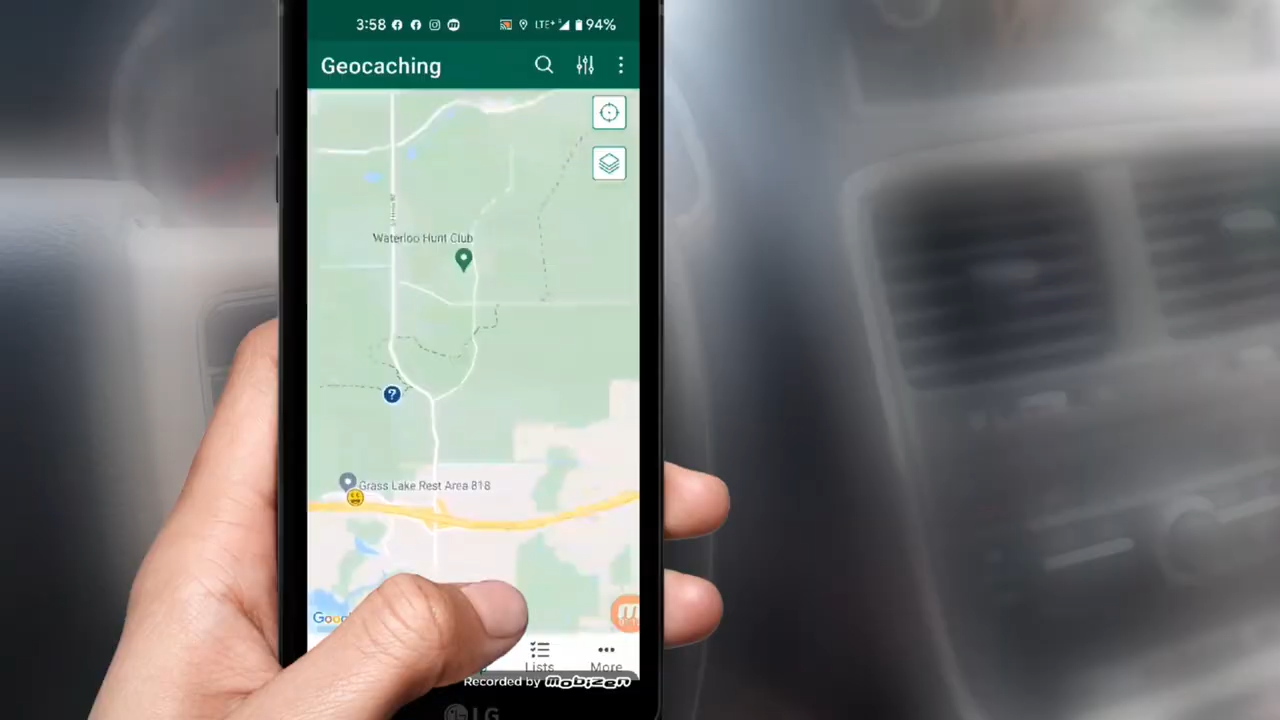 3:58 LTE+ 94%
Geocaching
Waterloo Hunt Club
?
Grass Lake Rest Area 818
Goo
Lists
More
Recorded by mobizen
LG